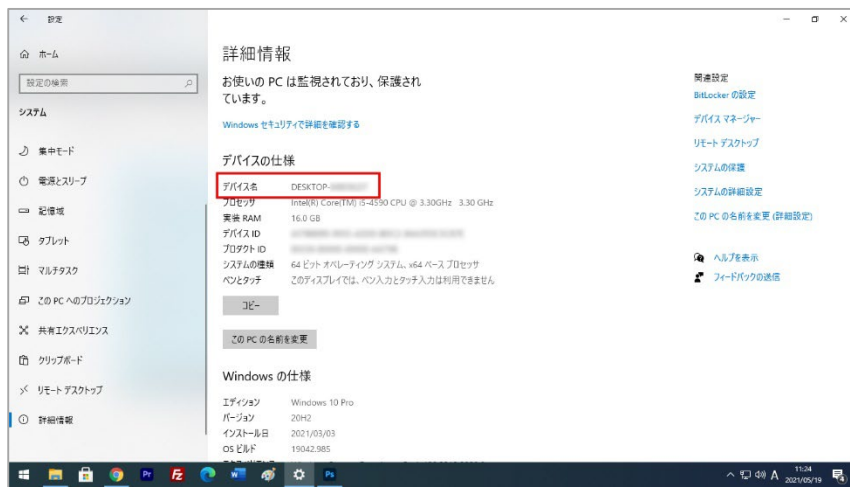 設定
ホーム
設定の検索
システム
集中モード
電源とスリープ
記憶域
タブレット
マルチタスク
この PC へのプロジェクション
共有エクスペリエンス
クリップボード
リモート デスクトップ
詳細情報
詳細情報
お使いの PC は監視されており、保護され
ています。
Windows セキュリティで詳細を確認する
デバイスの仕様
デバイス名 DESKTOP-
プロセッサ Intel(R) Core(TM) i5-4590 CPU @ 3.30GHz 3.30 GHz
実装 RAM 16.0 GB
デバイス ID
プロダクト ID
システムの種類 64 ビット オペレーティング システム、x64 ベース プロセッサ
ペンとタッチ このディスプレイでは、ペン入力とタッチ入力は利用できません
コピー
この PC の名前を変更
Windows の仕様
エディション Windows 10 Pro
バージョン 20H2
インストール日 2021/03/03
OS ビルド 19042.985
関連設定
BitLocker の設定
デバイス マネージャー
リモート デスクトップ
システムの保護
システムの詳細設定
この PC の名前を変更 (詳細設定)
ヘルプを表示
フィードバックの送信
Pr
Fz
Ps
A
11:24
2021/05/19
4